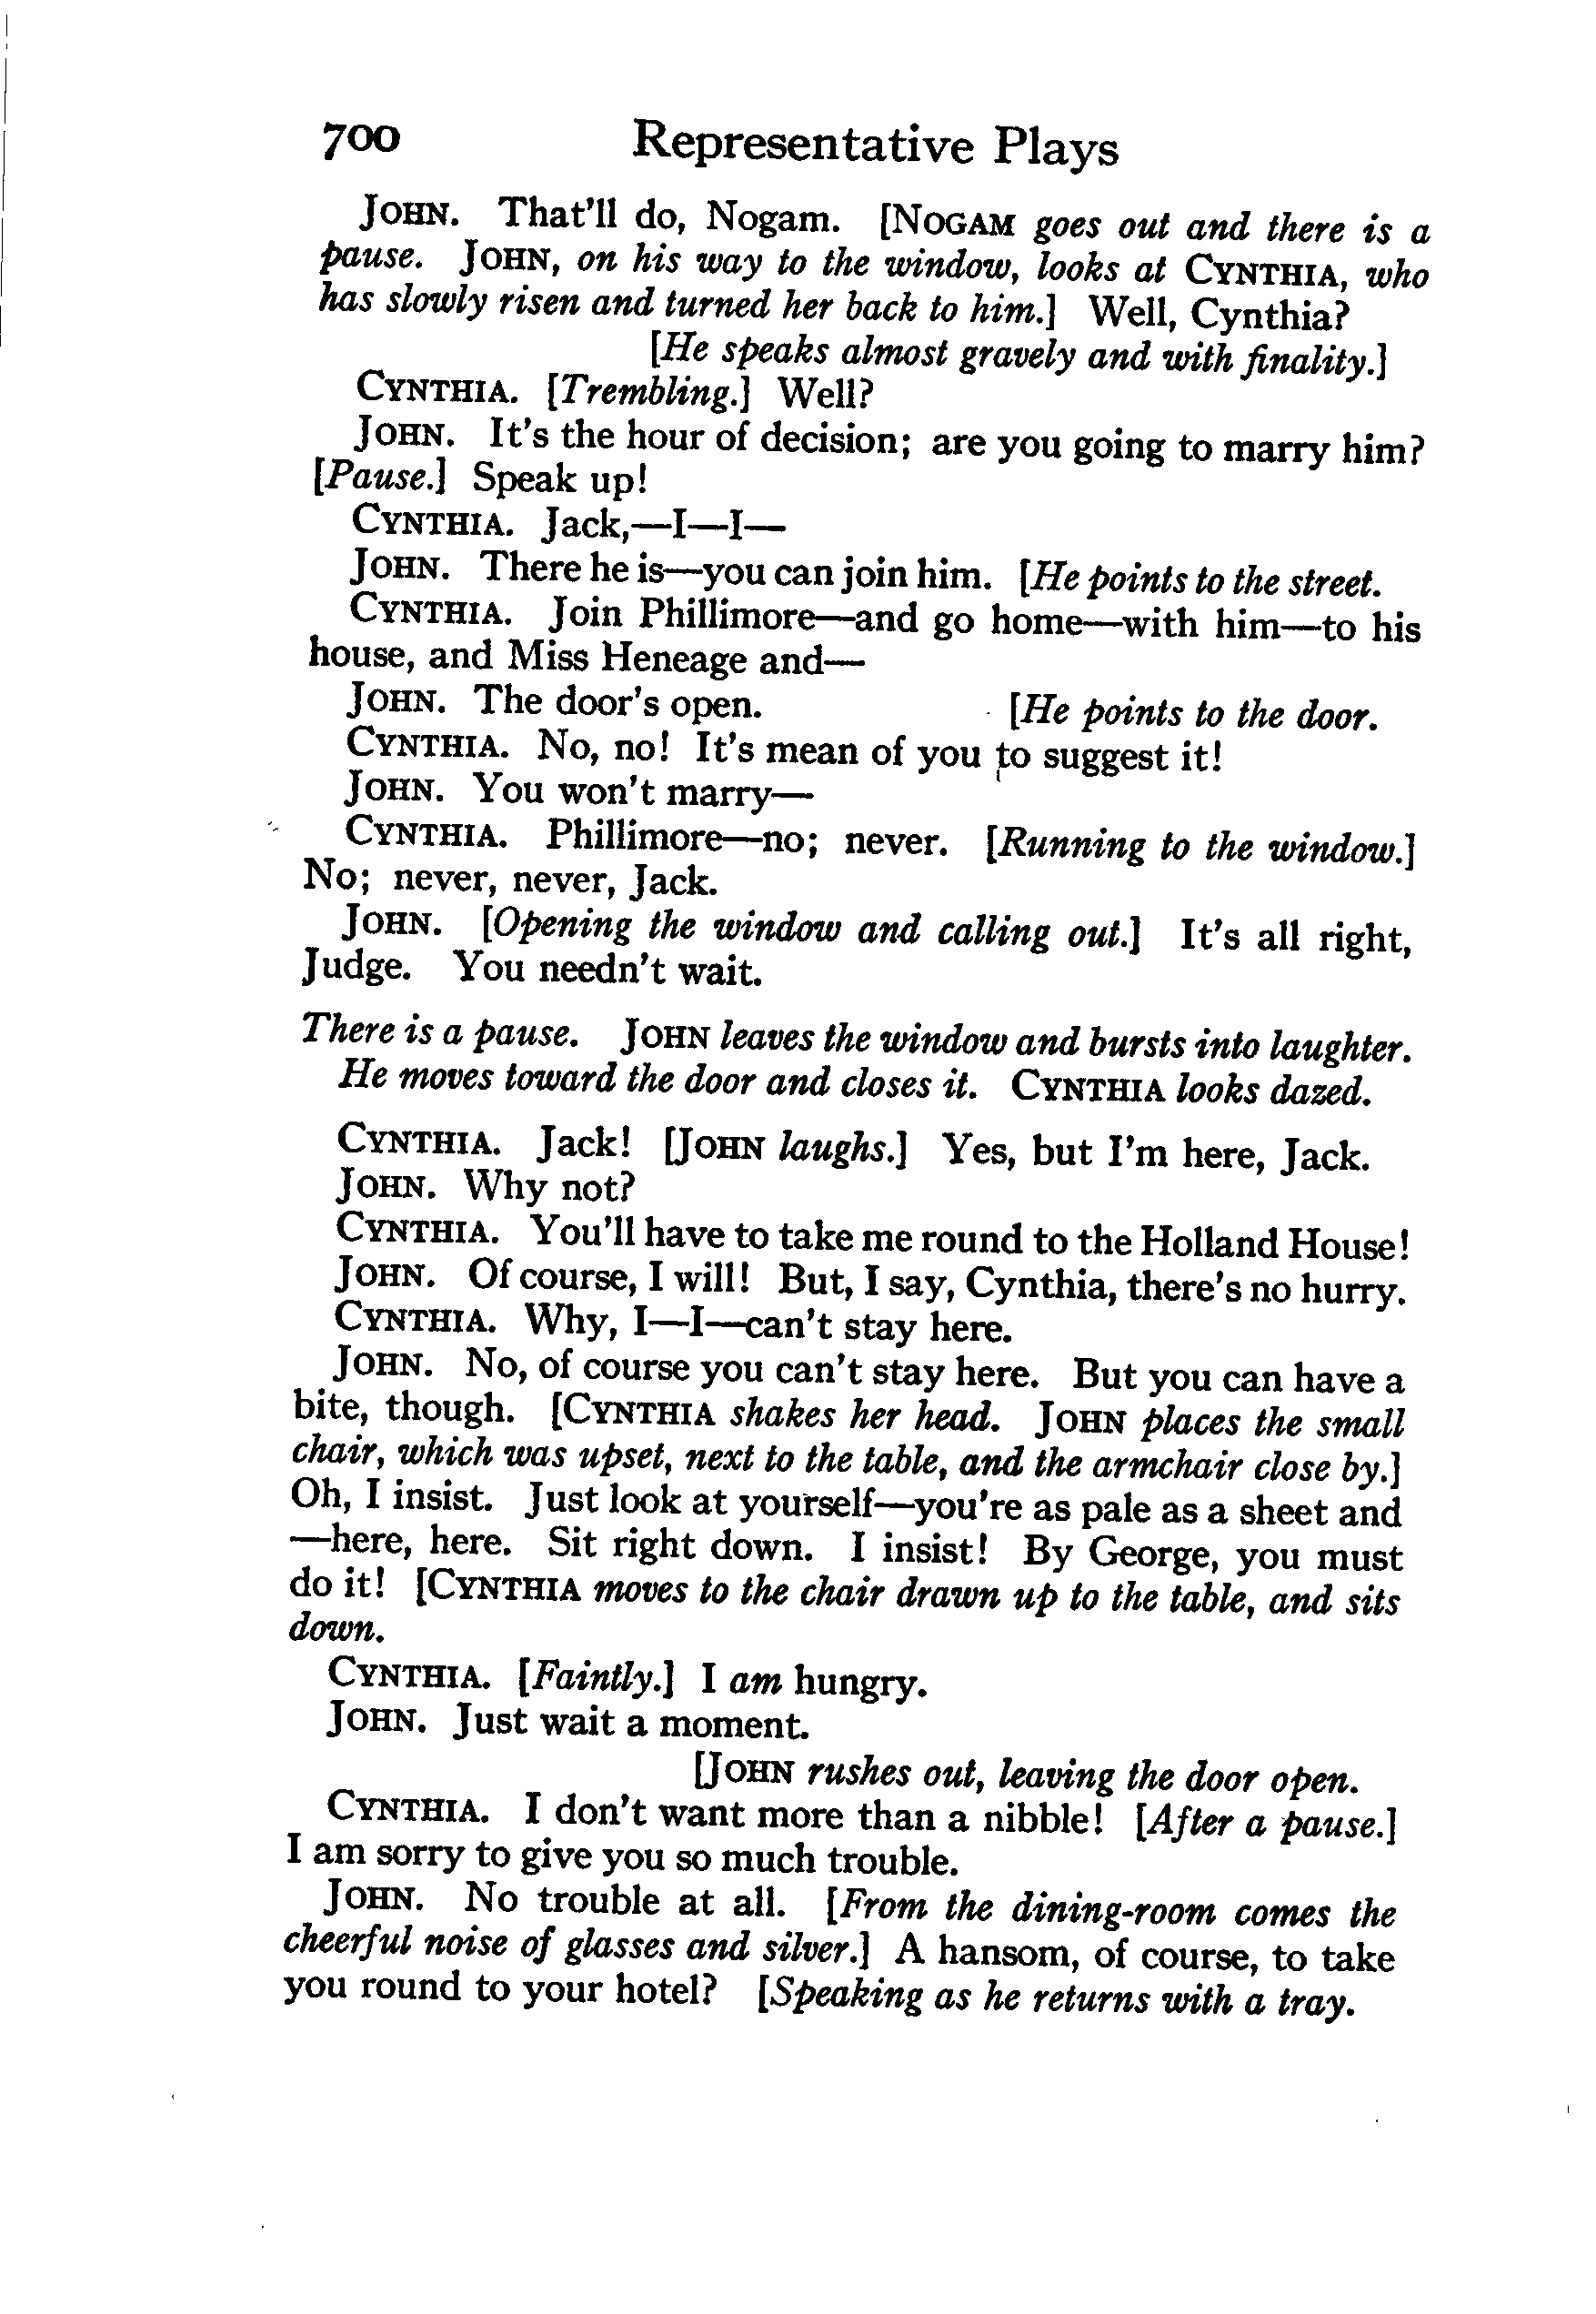 700 Representative Plays
JOHN. That'll do, Nogam. [NOGAM goes out and there is a
pause. JOHN, on his way to the window, looks at CYNTHIA, who
has slowly risen and turned her back to him.] Well, Cynthia?
[He speaks almost gravely and with finality.]
CYNTHIA. [Trembling.] Well?
JOHN. It's the hour of decision; are you going to marry him?
[Pause.] Speak up!
CYNTHIA. Jack,—I—I—
JOHN. There he is—you can join him. [He points to the street.
CYNTHIA. Join Phillimore—and go home—with him—to his
house, and Miss Heneage and—
JOHN. The door's open. [He points to the door.
CYNTHIA. No, no! It's mean of you to suggest it!
JOHN. You won't marry—
CYNTHIA. Phillimore—no; never. [Running to the window.]
No; never, never, Jack.
JOHN. [Opening the window and calling out.] It's all right,
Judge. You needn't wait.
There is a pause. JOHN leaves the window and bursts into laughter.
He moves toward the door and closes it. CYNTHIA looks dazed.
CYNTHIA. Jack! [JOHN laughs.] Yes, but I'm here, Jack.
JOHN. Why not?
CYNTHIA. You'll have to take me round to the Holland House!
JOHN. Of course, I will! But, I say, Cynthia, there's no hurry.
CYNTHIA. Why, I—I—can't stay here.
JOHN. No, of course you can't stay here. But you can have a
bite, though. [CYNTHIA shakes her head. JOHN places the small
chair, which was upset, next to the table, and the armchair close by.]
Oh, I insist. Just look at yourself—you're as pale as a sheet and
—here, here. Sit right down. I insist! By George, you must
do it! [CYNTHIA moves to the chair drawn up to the table, and sits
down.
CYNTHIA. [Faintly.] I am hungry.
JOHN. Just wait a moment.
[JOHN rushes out, leaving the door open.
CYNTHIA. I don't want more than a nibble! [After a pause.]
I am sorry to give you so much trouble.
JOHN. No trouble at all. [From the dining-room comes the
cheerful noise of glasses and silver.] A hansom, of course, to take
you round to your hotel? [Speaking as he returns with a tray.